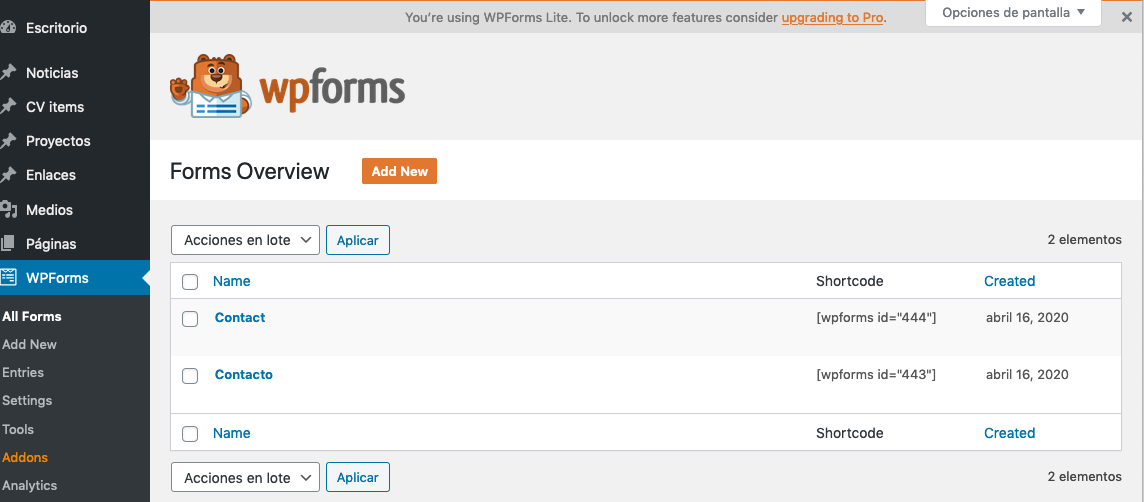 You're using WPForms Lite. To unlock more features consider upgrading to Pro.
Opciones de pantalla
Escritorio
Noticias
CV items
Proyectos
Enlaces
Medios
Páginas
WPForms
All Forms
Add New
Entries
Settings
Tools
Addons
Analytics
wpforms
Forms Overview Add New
Acciones en lote Aplicar 2 elementos
Name Shortcode Created
Contact [wpforms id="444"] abril 16, 2020
Contacto [wpforms id="443"] abril 16, 2020
Name Shortcode Created
Acciones en lote Aplicar 2 elementos